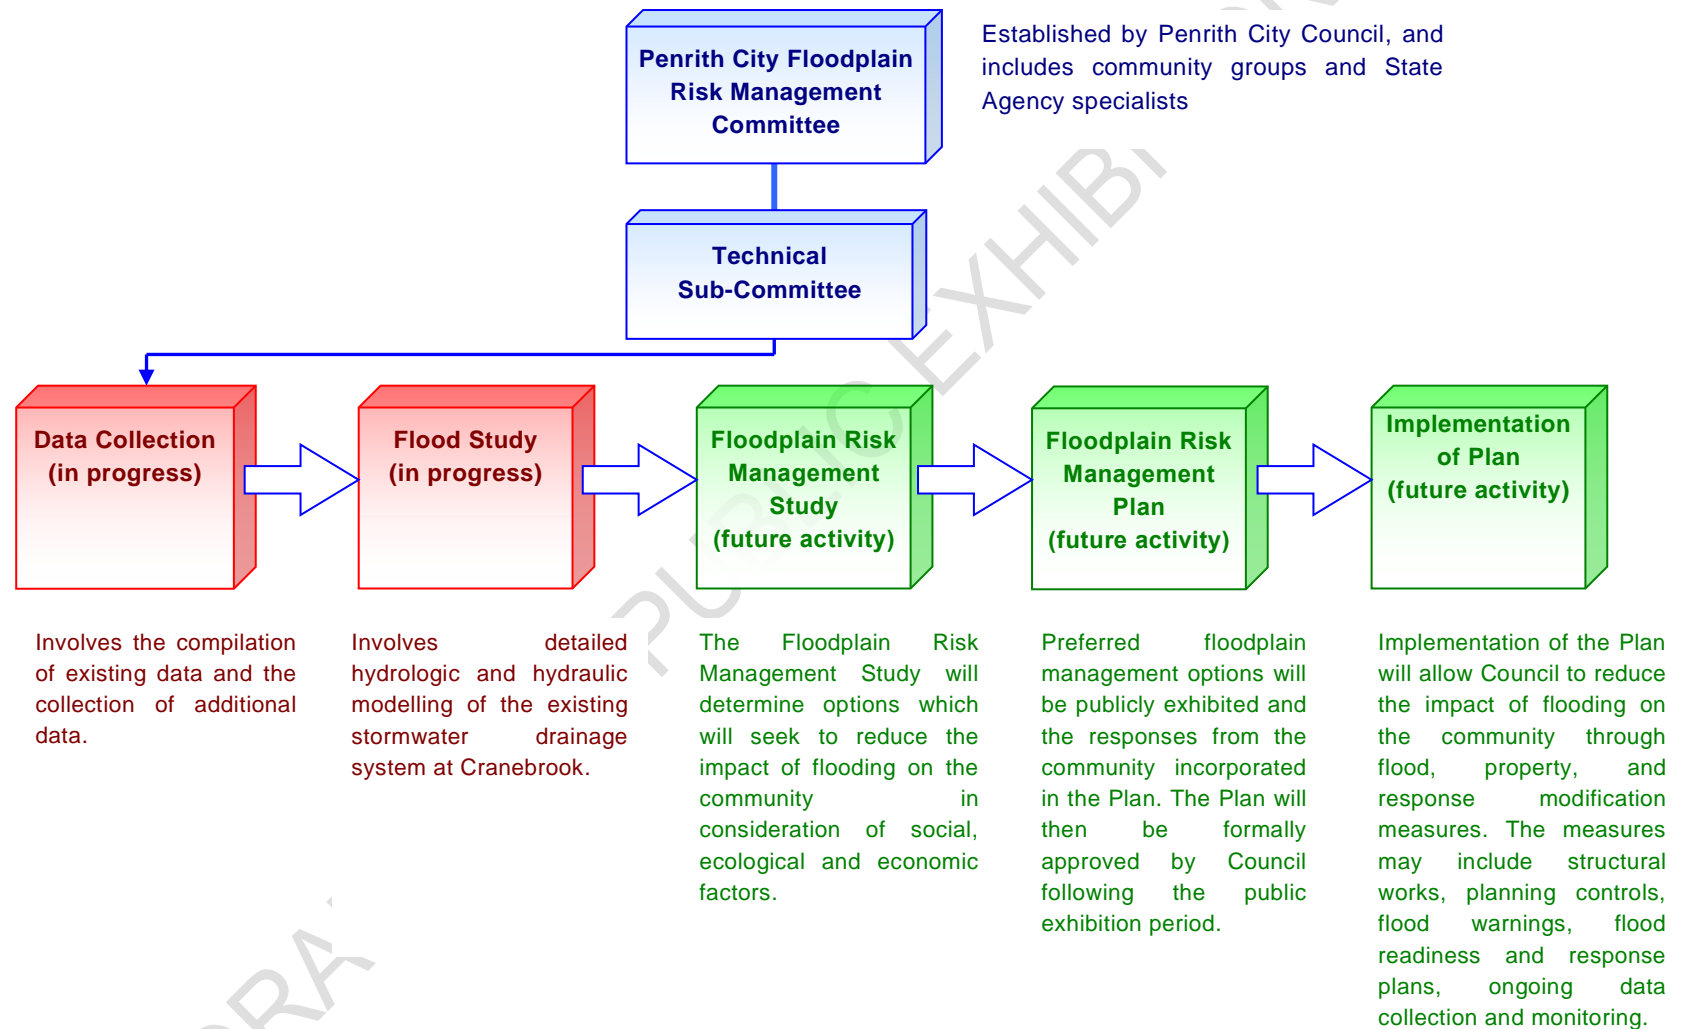 Penrith City Floodplain
Risk Management
Committee
Established by Penrith City Council, and
includes community groups and State
Agency specialists
Technical
Sub-Committee
Data Collection
(in progress)
Flood Study
(in progress)
Floodplain Risk
Management
Study
(future activity)
Floodplain Risk
Management
Plan
(future activity)
Implementation
of Plan
(future activity)
Involves the compilation
of existing data and the
collection of additional
data.
Involves detailed
hydrologic and hydraulic
modelling of the existing
stormwater drainage
system at Cranebrook.
The Floodplain Risk
Management Study will
determine options which
will seek to reduce the
impact of flooding on the
community in
consideration of social,
ecological and economic
factors.
Preferred floodplain
management options will
be publicly exhibited and
the responses from the
community incorporated
in the Plan. The Plan will
then be formally
approved by Council
following the public
exhibition period.
Implementation of the Plan
will allow Council to reduce
the impact of flooding on
the community through
flood, property, and
response modification
measures. The measures
may include structural
works, planning controls,
flood warnings, flood
readiness and response
plans, ongoing data
collection and monitoring.
PUBLIC